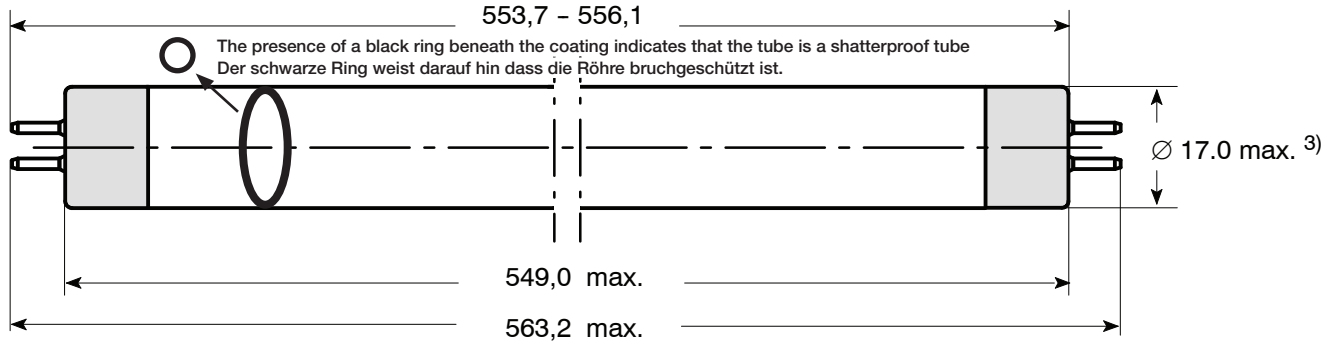 553,7 - 556,1
The presence of a black ring beneath the coating indicates that the tube is a shatterproof tube
Der schwarze Ring weist darauf hin dass die Röhre bruchgeschützt ist.
∅ 17.0 max. 3)
549,0 max.
563,2 max.